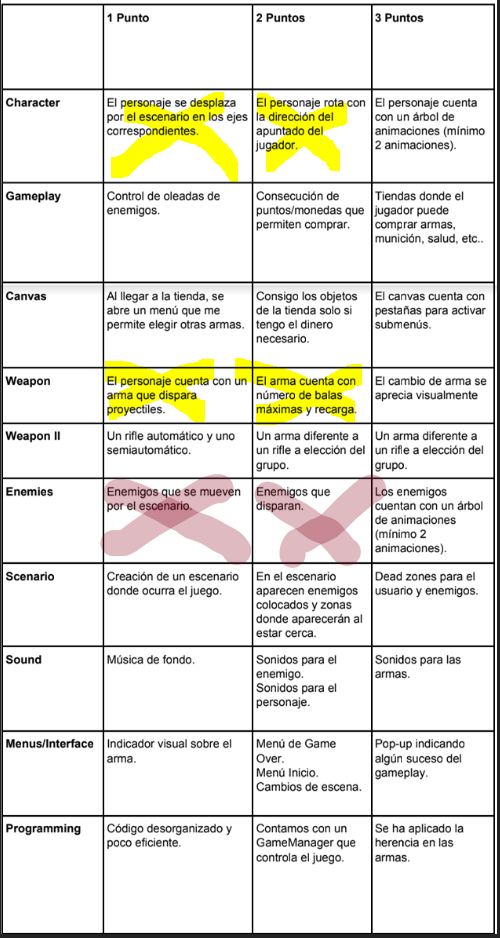 1 Punto 2 Puntos 3 Puntos
Character
El personaje se desplaza
por el escenario en los ejes
correspondientes.
El personaje rota con
la dirección del
apuntado del
jugador.
El personaje cuenta
con un árbol de
animaciones (mínimo
2 animaciones).
Gameplay
Control de oleadas de
enemigos.
Consecución de
puntos/monedas que
permiten comprar.
Tiendas donde el
jugador puede
comprar armas,
munición, salud, etc..
Canvas
Al llegar a la tienda, se
abre un menú que me
permite elegir otras armas.
Consigo los objetos
de la tienda solo si
tengo el dinero
necesario.
El canvas cuenta con
pestañas para activar
submenús.
Weapon
El personaje cuenta con un
arma que dispara
proyectiles.
El arma cuenta con
número de balas
máximas y recarga.
El cambio de arma se
aprecia visualmente
Weapon II
Un rifle automático y uno
semiautomático.
Un arma diferente a
un rifle a elección del
grupo.
Un arma diferente a
un rifle a elección del
grupo.
Enemies
Enemigos que se mueven
por el escenario.
Enemigos que
disparan.
Los enemigos
cuentan con un árbol
de animaciones
(mínimo 2
animaciones).
Scenario
Creación de un escenario
donde ocurra el juego.
En el escenario
aparecen enemigos
colocados y zonas
donde aparecerán al
estar cerca.
Dead zones para el
usuario y enemigos.
Sound
Música de fondo.
Sonidos para el
enemigo.
Sonidos para el
personaje.
Sonidos para las
armas.
Menus/Interface
Indicador visual sobre el
arma.
Menú de Game
Over.
Menú Inicio.
Cambios de escena.
Pop-up indicando
algún suceso del
gameplay.
Programming
Código desorganizado y
poco eficiente.
Contamos con un
GameManager que
controla el juego.
Se ha aplicado la
herencia en las
armas.